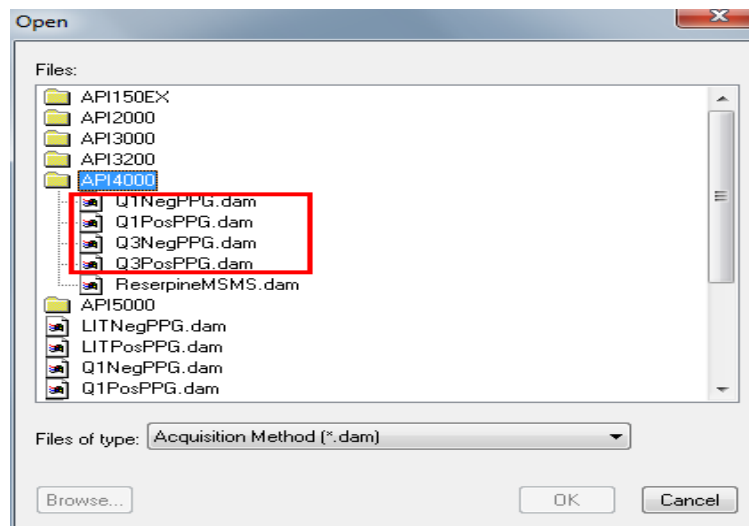 Open
Files:
API150EX
API2000
API3000
API3200
API4000
Q1NegPPG.dam
Q1PosPPG.dam
Q3NegPPG.dam
Q3PosPPG.dam
ReserpineMSMS.dam
API5000
LITNegPPG.dam
LITPosPPG.dam
Q1NegPPG.dam
Q1PosPPG.dam
Files of type: Acquisition Method (*.dam)
Browse... OK Cancel